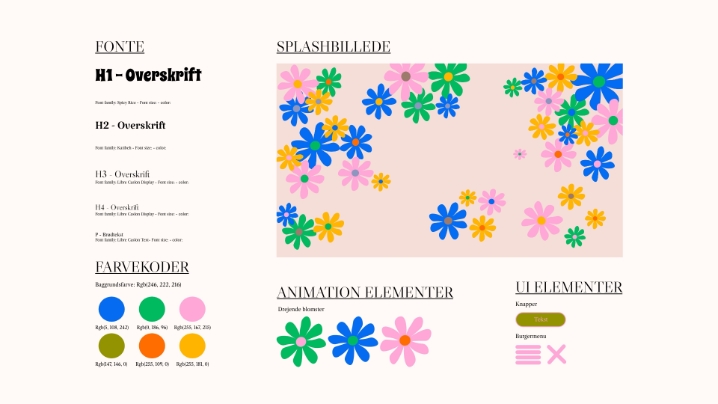 FONTE
H1 - Overskrift
Font family: Spicy Rice - Font size: - color:
H2 - Overskrift
Font family: - Font size: - color:
H3 - Overskrift
Font family: Libre Caslon Display - Font size: - color:
H4 - Overskrift
Font family: Libre Caslon Display - Font size: - color:
P - Brødtekst
Font family: Libre Caslon Text - Font size: - color:
FARVEKODER
Baggrundsfarve: Rgb(246, 222, 216)
Rgb(5, 108, 242)
Rgb(0, 186, 96)
Rgb(255, 167, 215)
Rgb(147, 146, 0)
Rgb(255, 109, 0)
Rgb(255, 181, 0)
SPLASHBILLEDE
ANIMATION ELEMENTER
Drejende blomster
UI ELEMENTER
Knapper
Tekst
Burgermenu